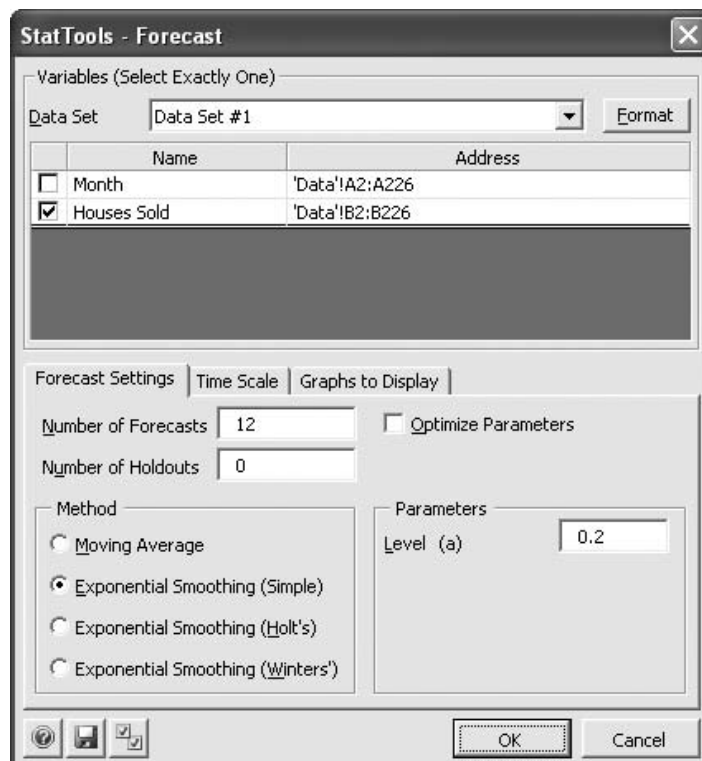 StatTools - Forecast
Variables (Select Exactly One)
Data Set Data Set #1 Format
Name Address
Month 'Data'!A2:A226
Houses Sold 'Data'!B2:B226
Forecast Settings Time Scale Graphs to Display
Number of Forecasts 12 Optimize Parameters
Number of Holdouts 0
Method Parameters
Moving Average Level (a) 0.2
Exponential Smoothing (Simple)
Exponential Smoothing (Holt's)
Exponential Smoothing (Winters')
OK Cancel